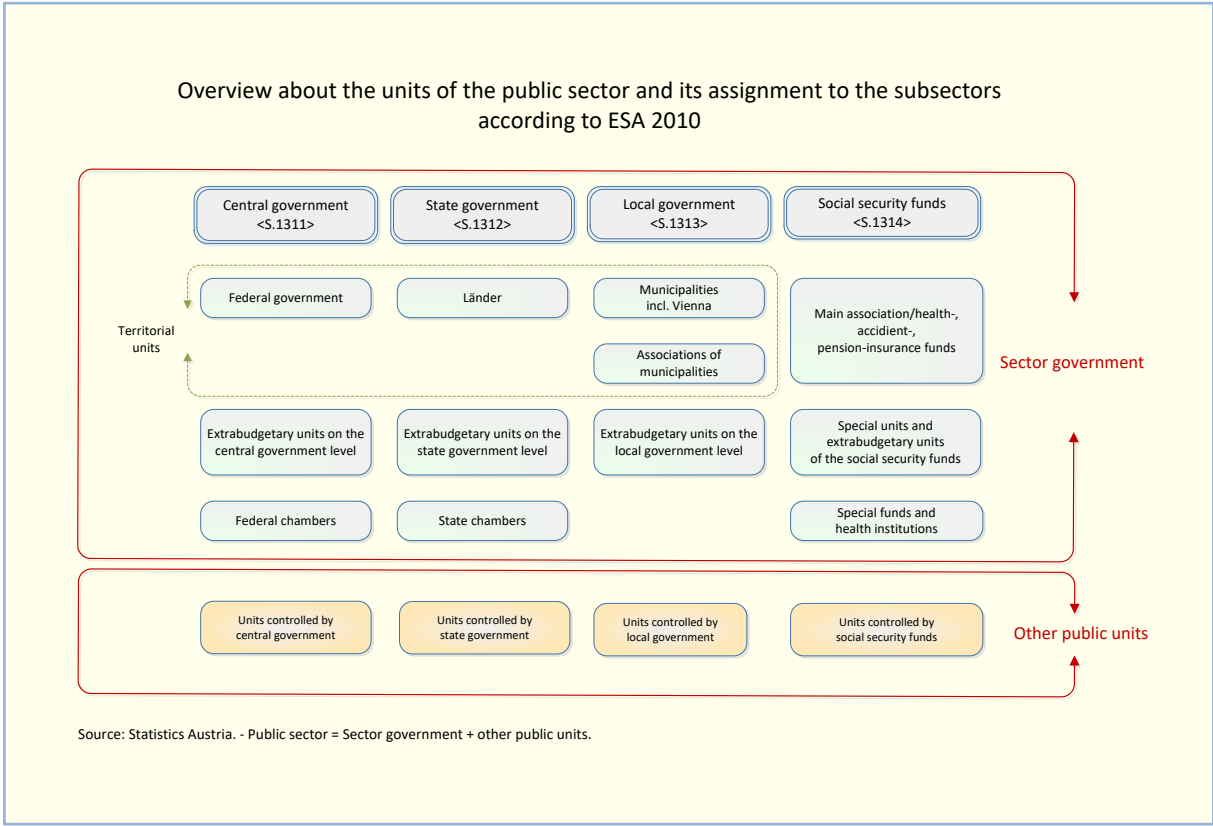 Overview about the units of the public sector and its assignment to the subsectors
according to ESA 2010
Central government
<S.1311>
State government
<S.1312>
Local government
<S.1313>
Social security funds
<S.1314>
Territorial
units
Federal government
Länder
Municipalities
incl. Vienna
Associations of
municipalities
Main association/health-,
accident-,
pension-insurance funds
Sector government
Extrabudgetary units on the
central government level
Extrabudgetary units on the
state government level
Extrabudgetary units on the
local government level
Special units and
extrabudgetary units
of the social security funds
Federal chambers
State chambers
Special funds and
health institutions
Units controlled by
central government
Units controlled by
state government
Units controlled by
local government
Units controlled by
social security funds
Other public units
Source: Statistics Austria. - Public sector = Sector government + other public units.